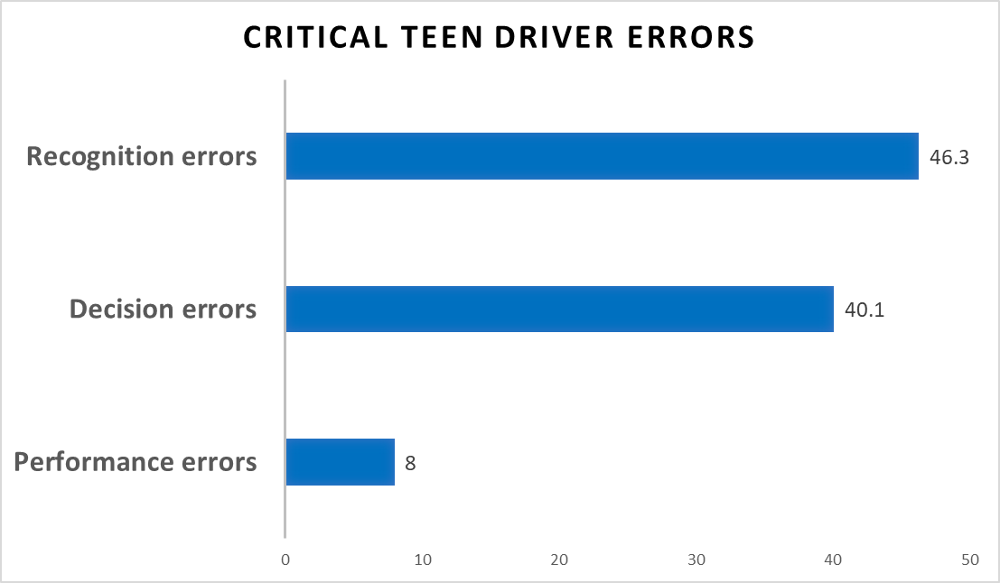 CRITICAL TEEN DRIVER ERRORS
Recognition errors
46.3
Decision errors
40.1
Performance errors
8
0 10 20 30 40 50